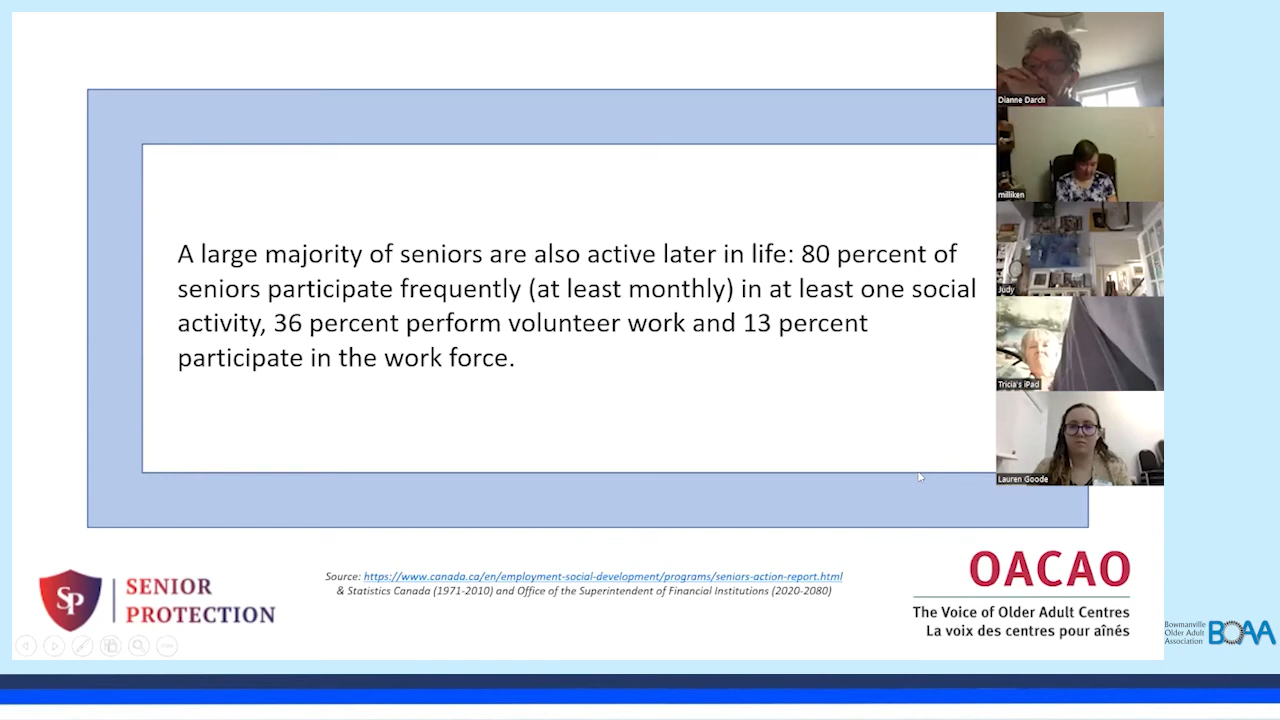 A large majority of seniors are also active later in life: 80 percent of
seniors participate frequently (at least monthly) in at least one social
activity, 36 percent perform volunteer work and 13 percent
participate in the work force.
Dianne Darch
milliken
Judy
Tricia's iPad
Lauren Goode
SP
SENIOR
PROTECTION
Source: https://www.canada.ca/en/employment-social-development/programs/seniors-action-report.html
& Statistics Canada (1971-2010) and Office of the Superintendent of Financial Institutions (2020-2080)
OACAO
The Voice of Older Adult Centres
La voix des centres pour aînés
Bowmanville
Older Adult
Association
BOAA